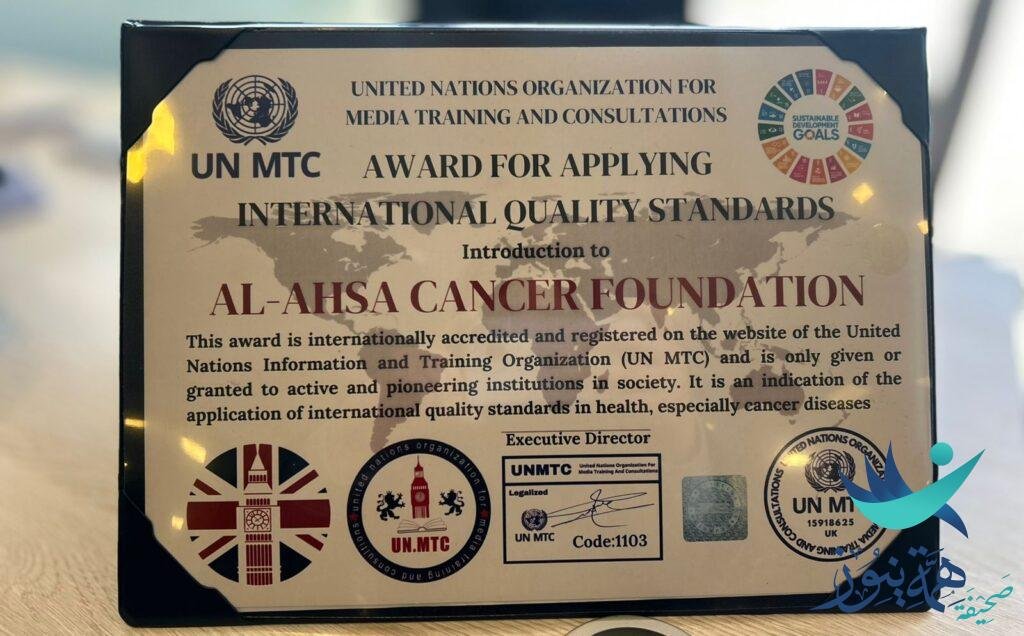 UNITED NATIONS ORGANIZATION FOR
MEDIA TRAINING AND CONSULTATIONS
UN MTC
SUSTAINABLE
DEVELOPMENT
GOALS
AWARD FOR APPLYING
INTERNATIONAL QUALITY STANDARDS
Introduction to
AL-AHSA CANCER FOUNDATION
This award is internationally accredited and registered on the website of the United
Nations Information and Training Organization (UN MTC) and is only given or
granted to active and pioneering institutions in society. It is an indication of the
application of international quality standards in health, especially cancer diseases
united nations organization for media training and consultations
UN.MTC
Executive Director
UNMTC
United Nations Organization For
Media Training And Consultations
Legalized
UN MTC
Code:1103
UNITED NATIONS ORGANIZA
MEDIA TRAINING AND CONSULTATIONS
UN MT
15918625
UK
صحيفة
همة نيوز